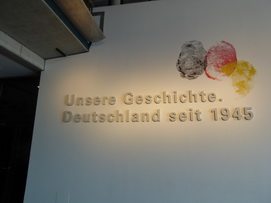 Unsere Geschichte.
Deutschland seit 1945